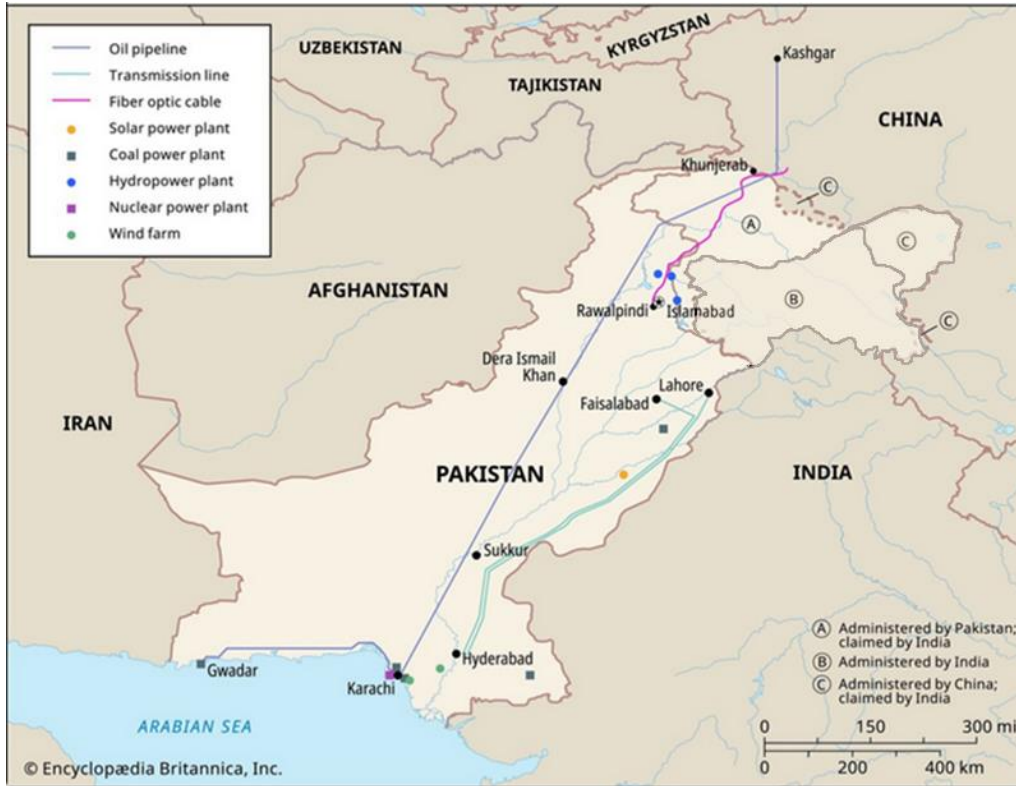 Oil pipeline
Transmission line
Fiber optic cable
Solar power plant
Coal power plant
Hydropower plant
Nuclear power plant
Wind farm
UZBEKISTAN
KYRGYZSTAN
TAJIKISTAN
Kashgar
CHINA
Khunjerab
C
A
C
B
C
AFGHANISTAN
Rawalpindi
Islamabad
Dera Ismail
Khan
Lahore
Faisalabad
IRAN
PAKISTAN
INDIA
Sukkur
Hyderabad
Gwadar
Karachi
ARABIAN SEA
A Administered by Pakistan;
claimed by India
B Administered by India
C Administered by China;
claimed by India
0 150 300 mi
0 200 400 km
© Encyclopædia Britannica, Inc.